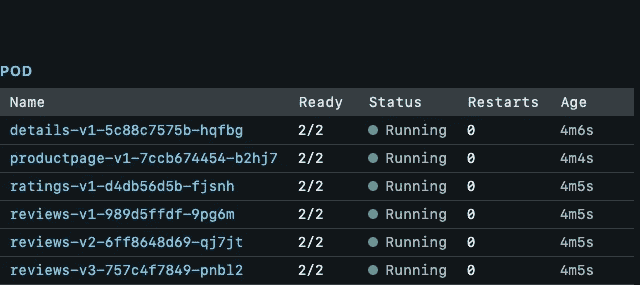 POD
Name Ready Status Restarts Age
details-v1-5c88c7575b-hqfbg 2/2 Running 0 4m6s
productpage-v1-7ccb674454-b2hj7 2/2 Running 0 4m4s
ratings-v1-d4db56d5b-fjsnh 2/2 Running 0 4m5s
reviews-v1-989d5ffdf-9pg6m 2/2 Running 0 4m5s
reviews-v2-6ff8648d69-qj7jt 2/2 Running 0 4m5s
reviews-v3-757c4f7849-pnbl2 2/2 Running 0 4m5s